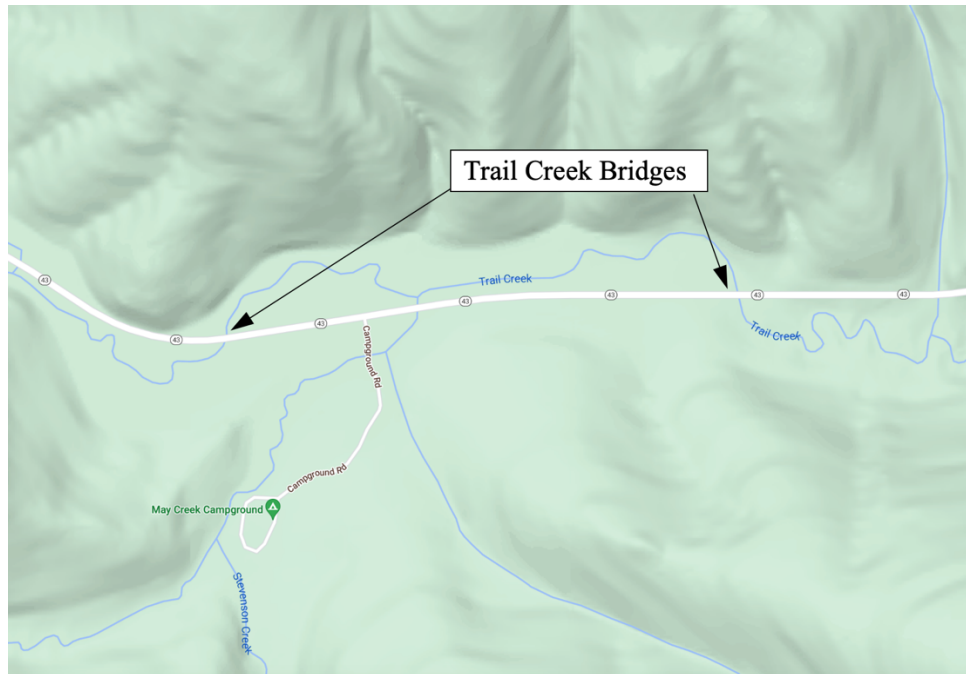 Trail Creek Bridges
Trail Creek
43
43
43
43
43
43
43
Trail Creek
Campground Rd
Campground Rd
May Creek Campground
Stevenson Creek